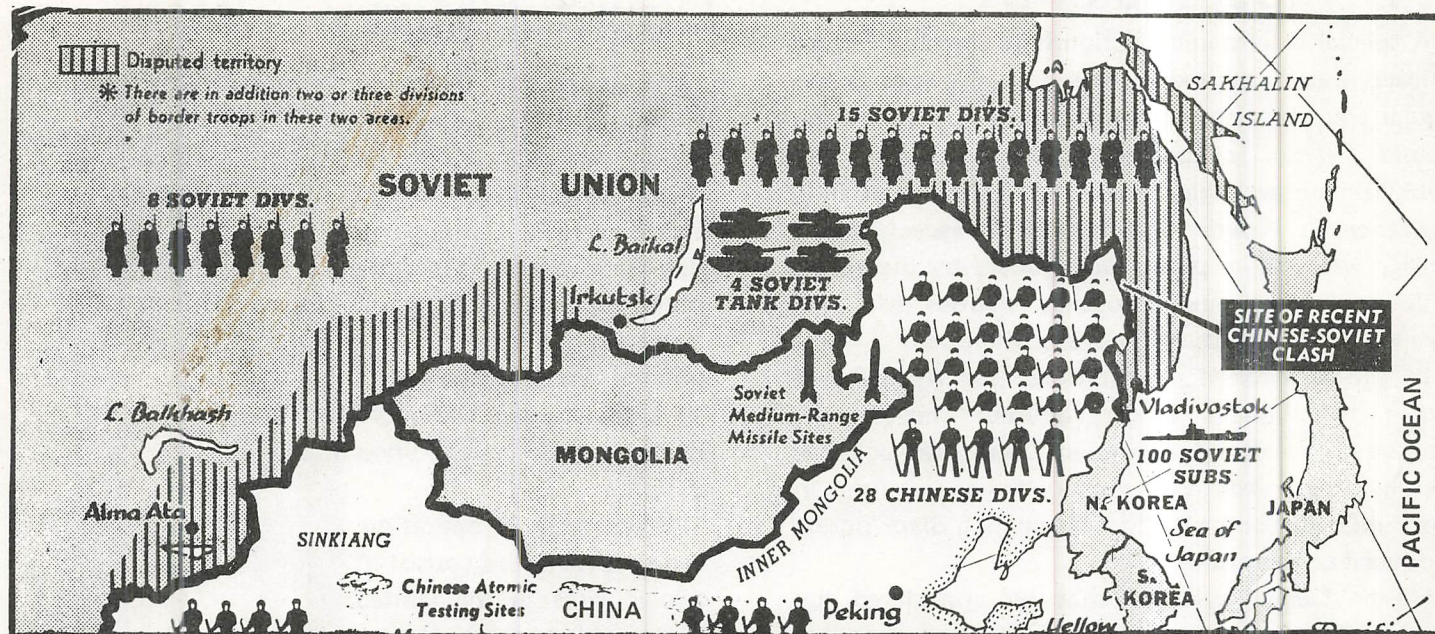 Disputed territory
* There are in addition two or three divisions
of border troops in these two areas.
SAKHALIN
ISLAND
15 SOVIET DIVS.
SOVIET UNION
8 SOVIET DIVS.
L. Baikal
4 SOVIET
TANK DIVS.
Irkutsk
SITE OF RECENT
CHINESE-SOVIET
CLASH
Soviet
Medium-Range
Missile Sites
L. Balkhash
Vladivostok
100 SOVIET
SUBS
PACIFIC OCEAN
MONGOLIA
28 CHINESE DIVS.
INNER MONGOLIA
N. KOREA
JAPAN
Alma Ata
SINKIANG
Sea of
Japan
Chinese Atomic
Testing Sites
CHINA
Peking
S.
KOREA
Yellow
Pacific